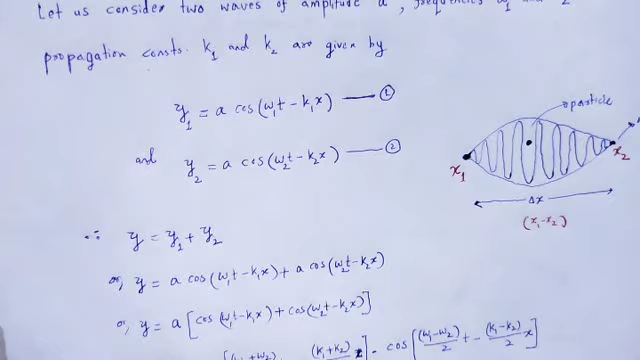 Let us consider two waves of amplitude a, frequencies ω₁ and 2
propagation consts. k₁ and k₂ are given by
y₁ = a cos(ω₁t - k₁x) — ①
and y₂ = a cos(ω₂t - k₂x) — ②
particle
x₁
x₂
Δx
(x₁-x₂)
∴ y = y₁ + y₂
or, y = a cos(ω₁t - k₁x) + a cos(ω₂t - k₂x)
or, y = a [cos(ω₁t - k₁x) + cos(ω₂t - k₂x)]
(k₁+k₂)/2 x] - cos[(ω₁-ω₂)/2 t - (k₁-k₂)/2 x]